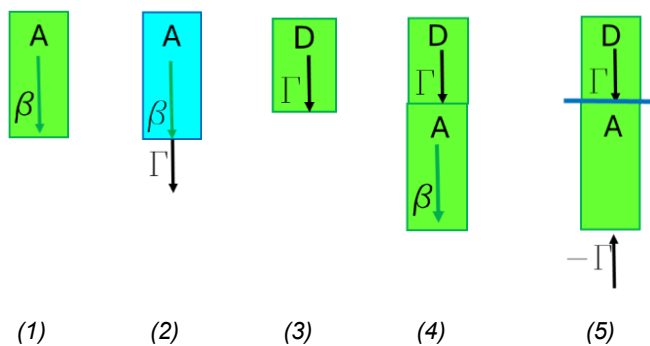 A A D D D
β β Γ Γ Γ
Γ A A
β
−Γ
(1) (2) (3) (4) (5)